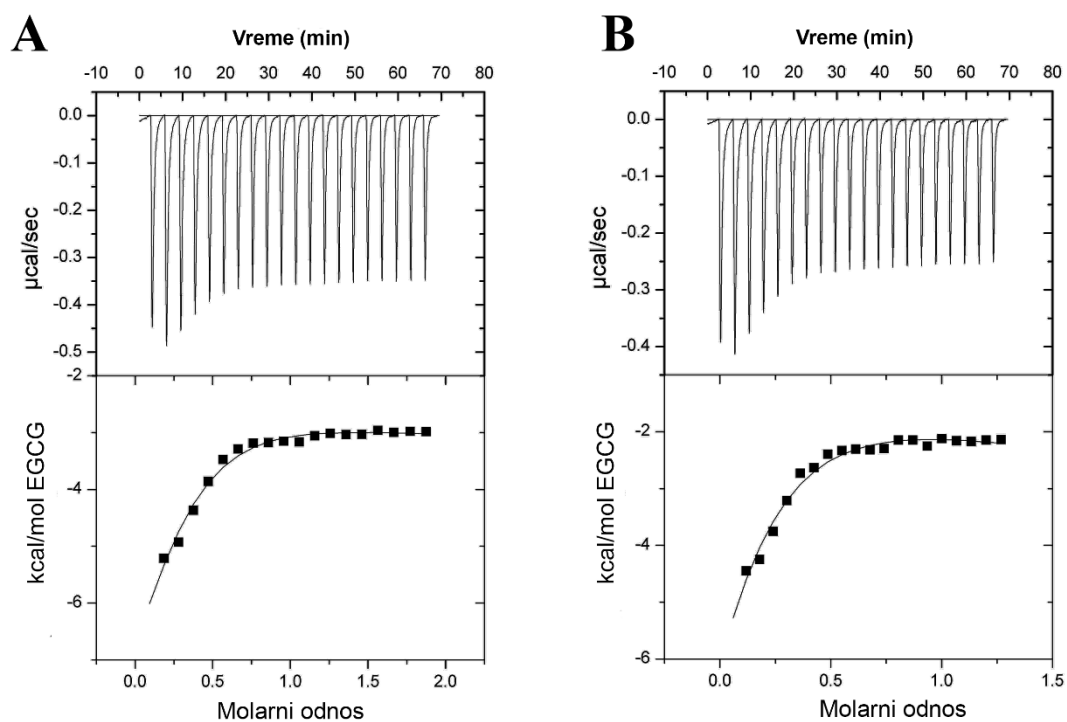 A
Vreme (min)
-10 0 10 20 30 40 50 60 70 80
0.0
-0.1
-0.2
-0.3
-0.4
-0.5
µcal/sec
-2
-4
-6
kcal/mol EGCG
0.0 0.5 1.0 1.5 2.0
Molarni odnos
B
Vreme (min)
-10 0 10 20 30 40 50 60 70 80
0.0
-0.1
-0.2
-0.3
-0.4
µcal/sec
-2
-4
-6
kcal/mol EGCG
0.0 0.5 1.0 1.5
Molarni odnos